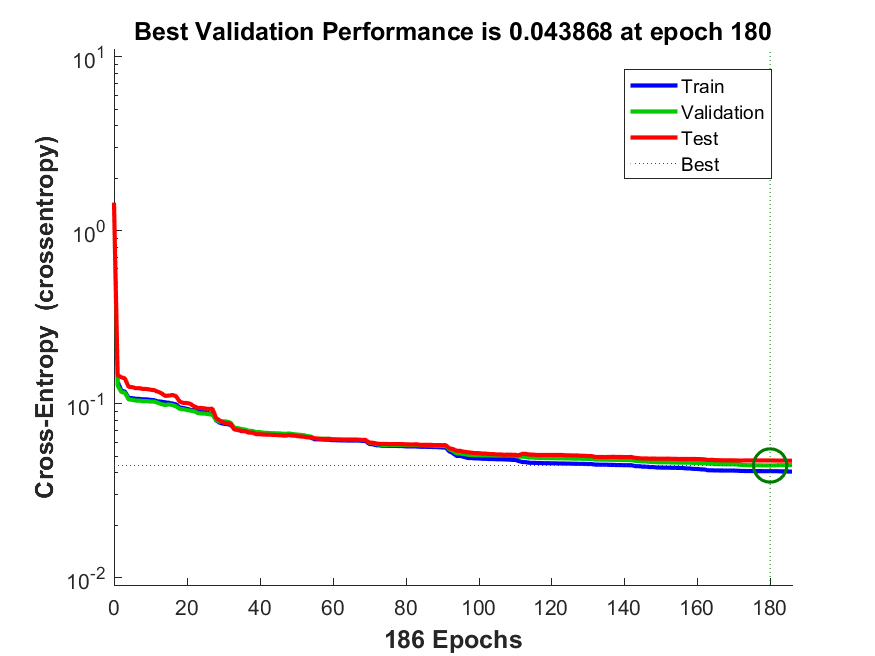 Best Validation Performance is 0.043868 at epoch 180
Cross-Entropy (crossentropy)
10^1
10^0
10^-1
10^-2
Train
Validation
Test
Best
0 20 40 60 80 100 120 140 160 180
186 Epochs